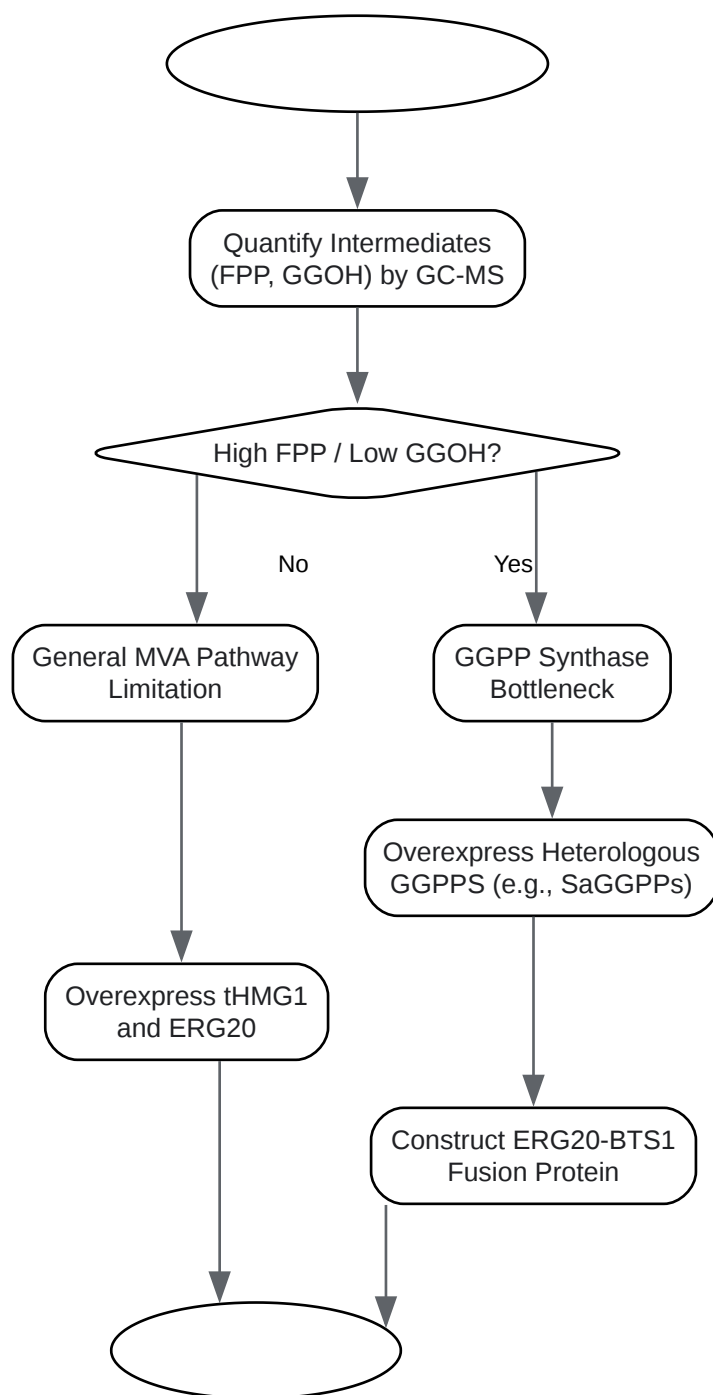 Quantify Intermediates
(FPP, GGOH) by GC-MS
High FPP / Low GGOH?
No
Yes
General MVA Pathway
Limitation
GGPP Synthase
Bottleneck
Overexpress Heterologous
GGPPS (e.g., SaGGPPs)
Overexpress tHMG1
and ERG20
Construct ERG20-BTS1
Fusion Protein